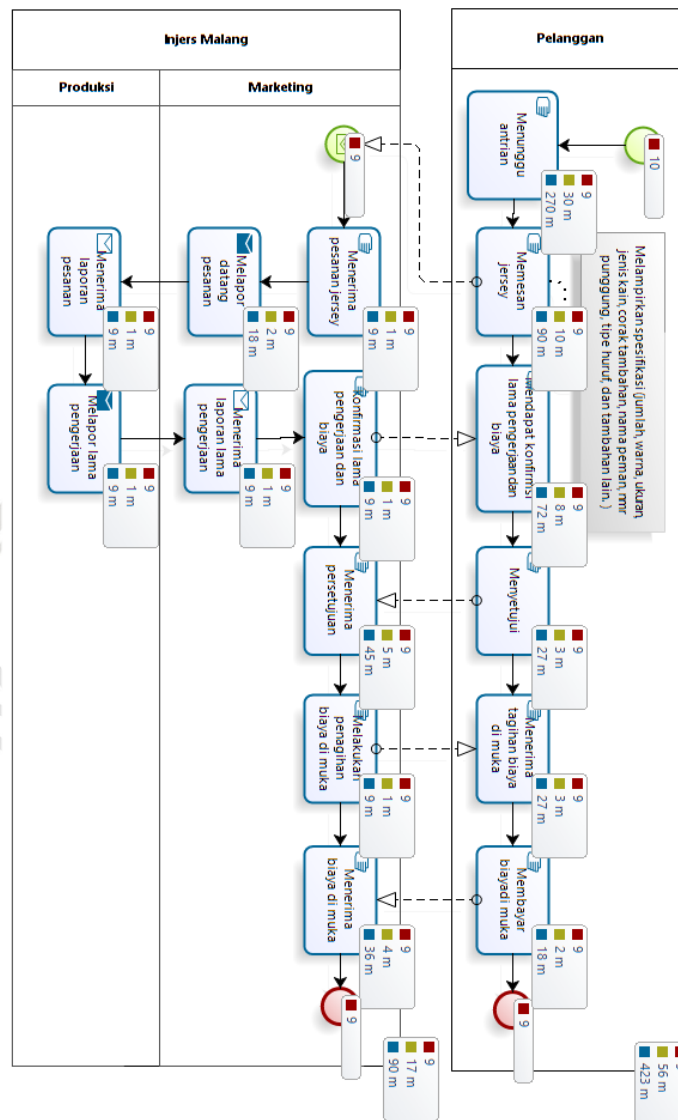 Pelanggan
10
Menunggu
antrian
9
30 m
270 m
Melampirkan spesifikasi (jumlah, warna, ukuran,
jenis kain, corak tambahan, nama peman, nmr
punggung, tipe huruf, dan tambahan lain.)
Memesan
jersey
9
10 m
90 m
Mendapat konfirmasi
lama pengerjaan dan
biaya
9
8 m
72 m
Menyetujui
9
3 m
27 m
Menerima
tagihan biaya
di muka
9
3 m
27 m
Membayar
biayadi muka
9
2 m
18 m
9
9
56 m
423 m
Injers Malang
Marketing
9
Menerima
pesanan jersey
9
1 m
9 m
Melapor
datang
pesanan
9
2 m
18 m
Menerima
laporan lama
pengerjaan
9
1 m
9 m
Konfirmasi lama
pengerjaan dan
biaya
9
1 m
9 m
Menerima
persetujuan
9
5 m
45 m
Melakukan
penagihan
biaya di muka
9
1 m
9 m
Menerima
biaya di muka
9
4 m
36 m
9
9
17 m
90 m
Produksi
Menerima
laporan
pesanan
9
1 m
9 m
Melapor lama
pengerjaan
9
1 m
9 m